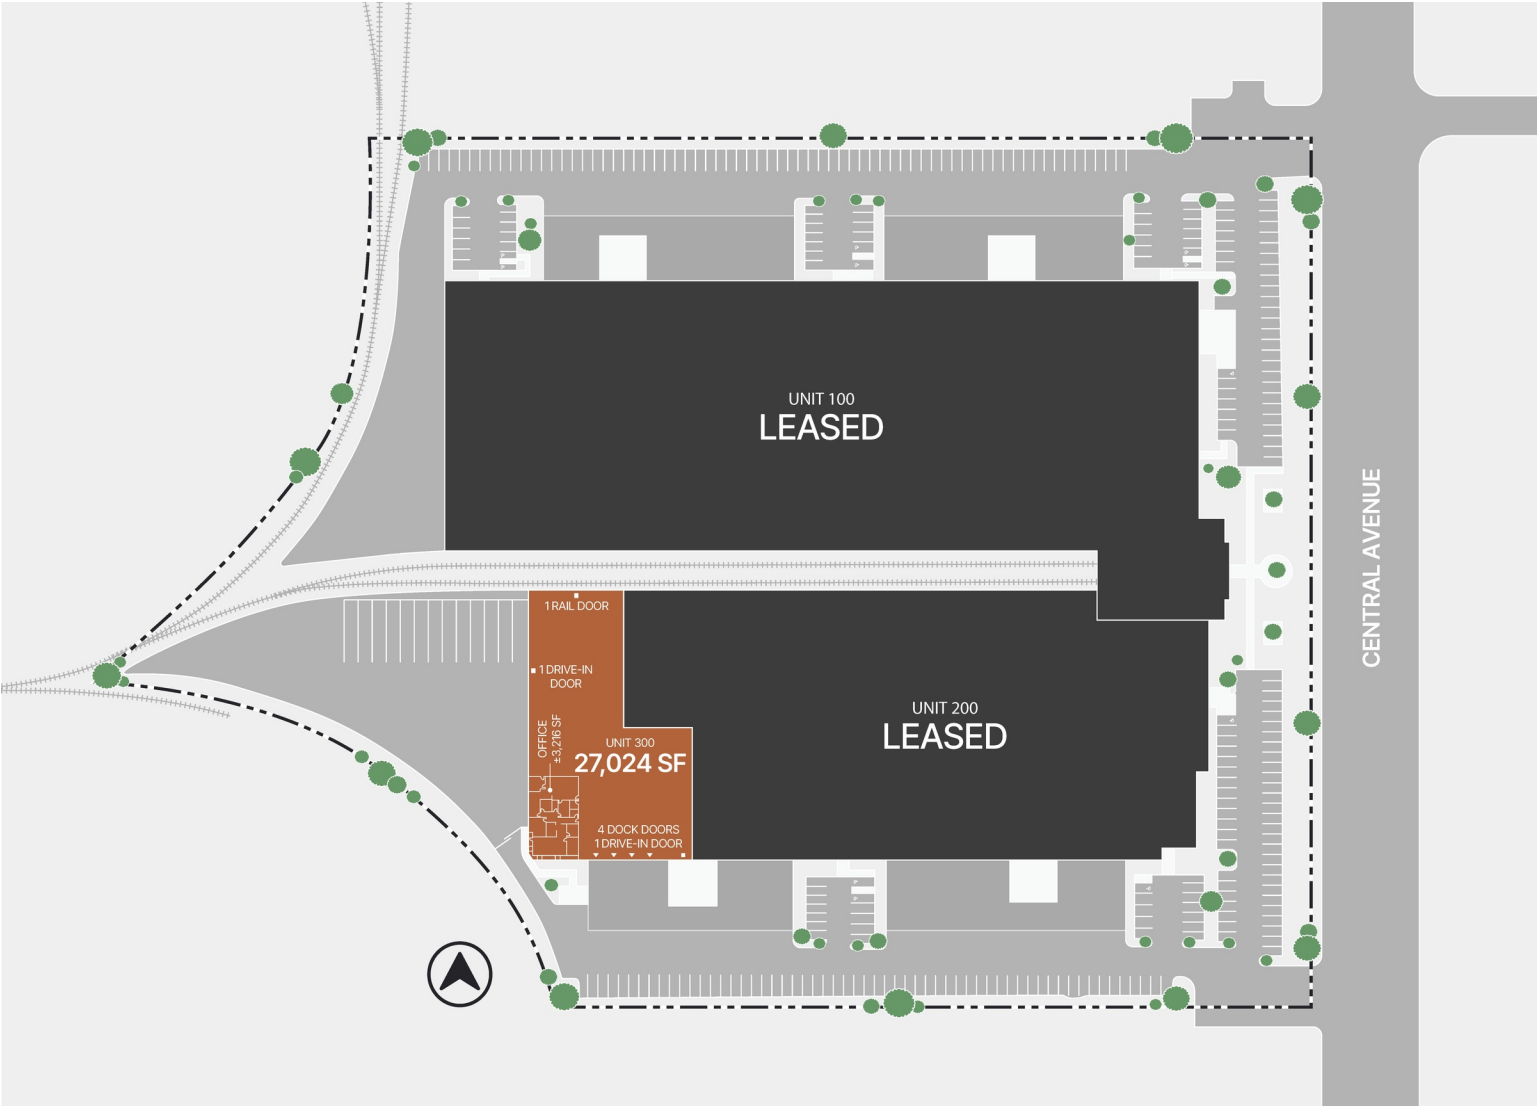 UNIT 100
LEASED
CENTRAL AVENUE
1 RAIL DOOR
1 DRIVE-IN
DOOR
OFFICE
±3,216 SF
UNIT 300
27,024 SF
4 DOCK DOORS
1 DRIVE-IN DOOR
UNIT 200
LEASED